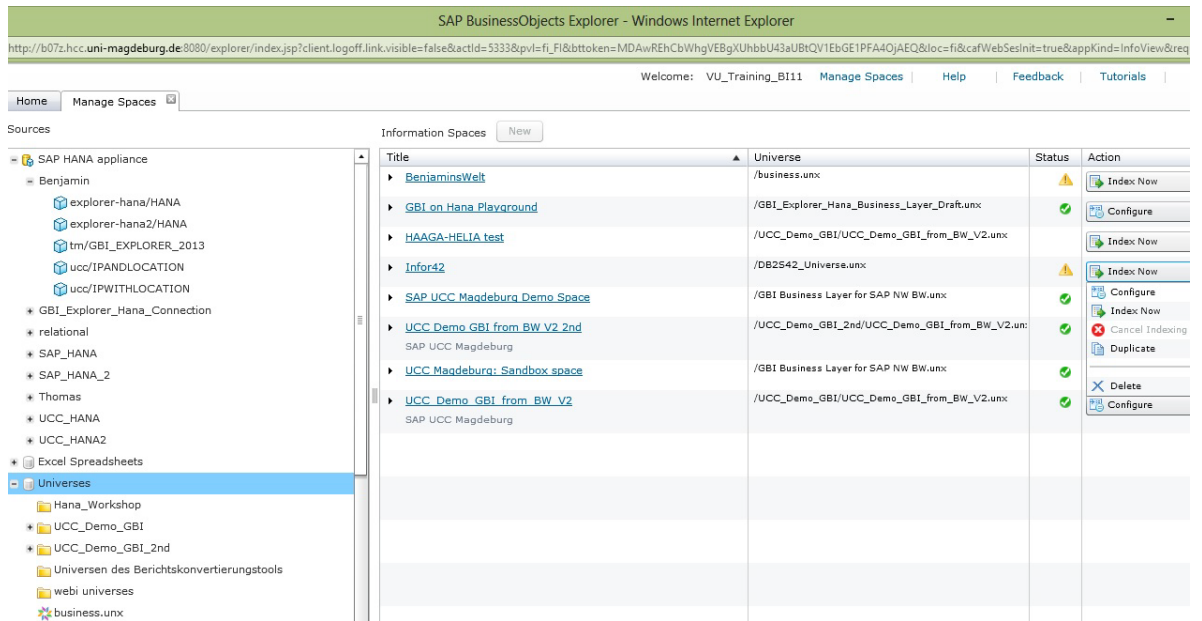 SAP BusinessObjects Explorer - Windows Internet Explorer
http://b07z.hcc.uni-magdeburg.de:8080/explorer/index.jsp?client.logoff.link.visible=false&actId=5333&pvl=fi_FI&bttoken=MDAwREhCbWhgVEBgXUhbbU43aUBtQV1EbGE1PFA4OjAEQ&loc=fi&cafWebSesInit=true&appKind=InfoView&req
Welcome: VU_Training_BI11 Manage Spaces | Help | Feedback | Tutorials |
Home Manage Spaces
Sources
Information Spaces New
SAP HANA appliance
Benjamin
explorer-hana/HANA
explorer-hana2/HANA
tm/GBI_EXPLORER_2013
ucc/IPANDLOCATION
ucc/IPWITHLOCATION
GBI_Explorer_Hana_Connection
relational
SAP_HANA
SAP_HANA_2
Thomas
UCC_HANA
UCC_HANA2
Excel Spreadsheets
Universes
Hana_Workshop
UCC_Demo_GBI
UCC_Demo_GBI_2nd
Universen des Berichtskonvertierungstools
webi universes
business.unx
Title Universe Status Action
BenjaminsWelt /business.unx Index Now
GBI on Hana Playground /GBI_Explorer_Hana_Business_Layer_Draft.unx Configure
HAAGA-HELIA test /UCC_Demo_GBI/UCC_Demo_GBI_from_BW_V2.unx Index Now
Infor42 /DB2S42_Universe.unx Index Now
SAP UCC Magdeburg Demo Space /GBI Business Layer for SAP NW BW.unx
UCC Demo GBI from BW V2 2nd /UCC_Demo_GBI_2nd/UCC_Demo_GBI_from_BW_V2.un
SAP UCC Magdeburg
UCC Magdeburg: Sandbox space /GBI Business Layer for SAP NW BW.unx
UCC_Demo_GBI_from_BW_V2 /UCC_Demo_GBI/UCC_Demo_GBI_from_BW_V2.unx Configure
SAP UCC Magdeburg
Configure
Index Now
Cancel Indexing
Duplicate
Delete